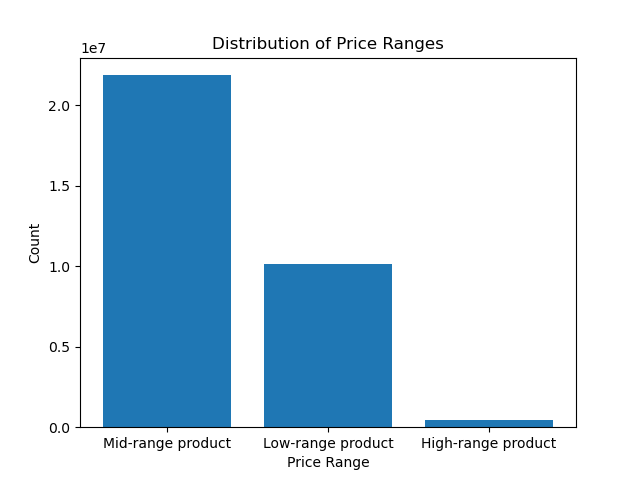 Distribution of Price Ranges
1e7
2.0
1.5
1.0
0.5
0.0
Count
Mid-range product Low-range product High-range product
Price Range